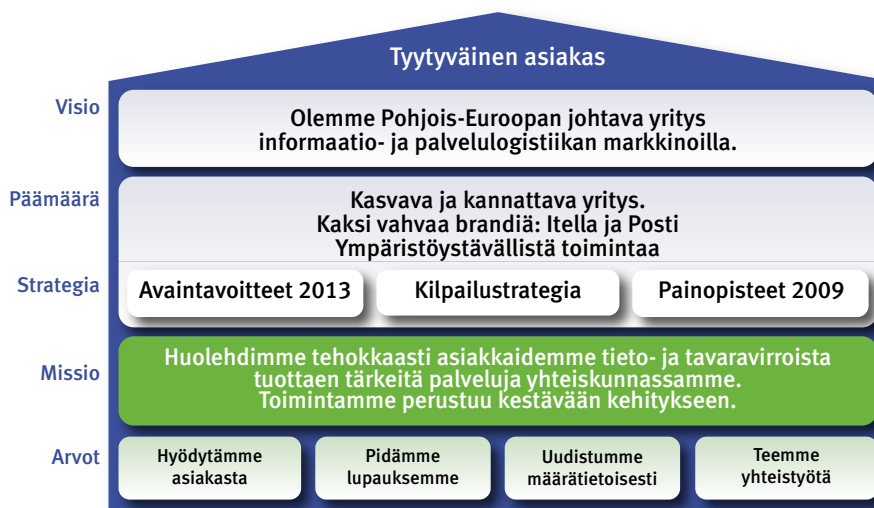 Tyytyväinen asiakas
Visio
Olemme Pohjois-Euroopan johtava yritys
informaatio- ja palvelulogistiikan markkinoilla.
Päämäärä
Kasvava ja kannattava yritys.
Kaksi vahvaa brandiä: Itella ja Posti
Ympäristöystävällistä toimintaa
Strategia
Avaintavoitteet 2013
Kilpailustrategia
Painopisteet 2009
Missio
Huolehdimme tehokkaasti asiakkaidemme tieto- ja tavaravirroista
tuottaen tärkeitä palveluja yhteiskunnassamme.
Toimintamme perustuu kestävään kehitykseen.
Arvot
Hyödytämme
asiakasta
Pidämme
lupauksemme
Uudistumme
määrätietoisesti
Teemme
yhteistyötä